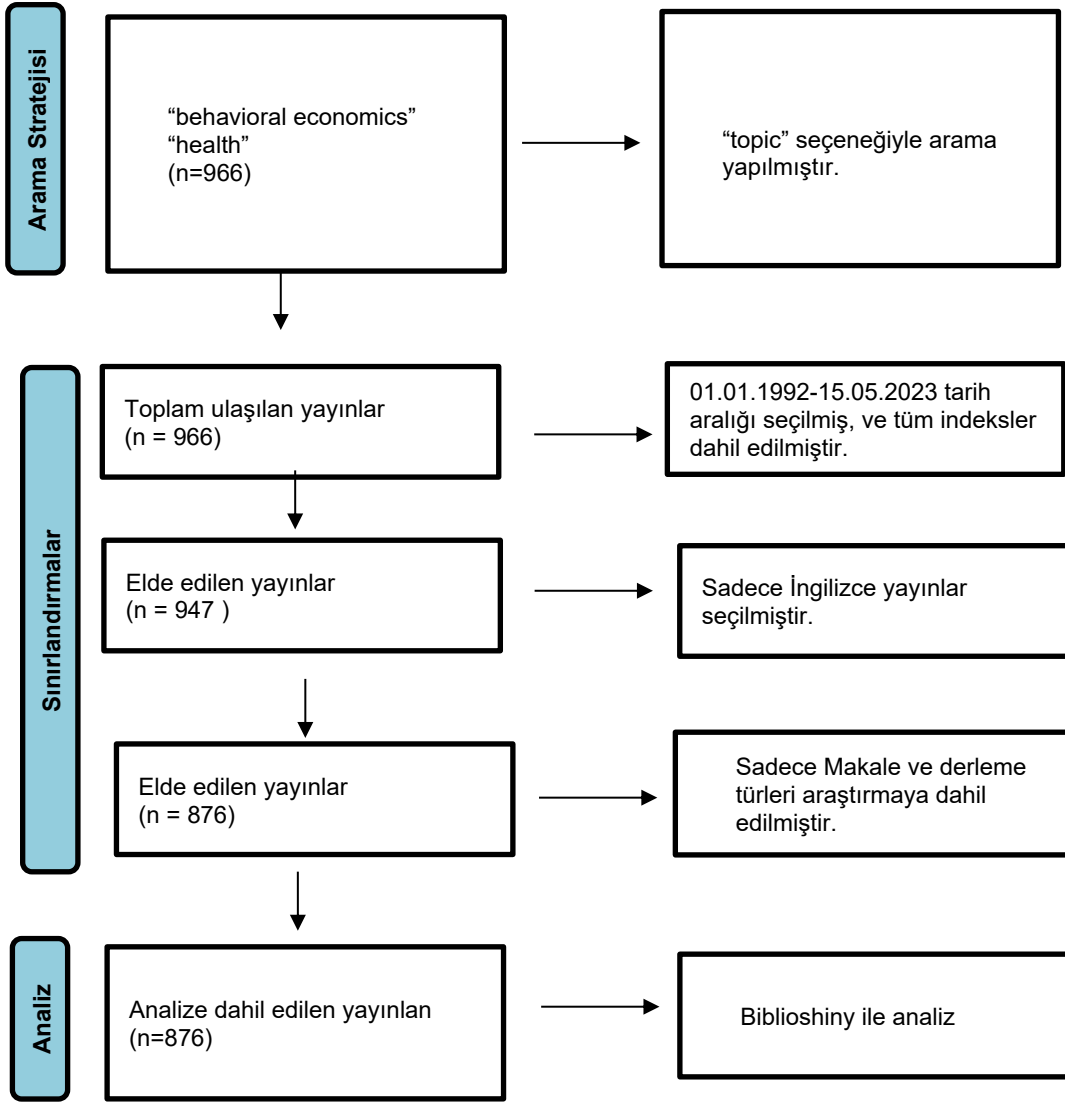 Arama Stratejisi
“behavioral economics”
“health”
(n=966)
“topic” seçeneğiyle arama
yapılmıştır.
Sınırlandırmalar
Toplam ulaşılan yayınlar
(n = 966)
01.01.1992-15.05.2023 tarih
aralığı seçilmiş, ve tüm indeksler
dahil edilmiştir.
Elde edilen yayınlar
(n = 947 )
Sadece İngilizce yayınlar
seçilmiştir.
Elde edilen yayınlar
(n = 876)
Sadece Makale ve derleme
türleri araştırmaya dahil
edilmiştir.
Analiz
Analize dahil edilen yayınlan
(n=876)
Biblioshiny ile analiz